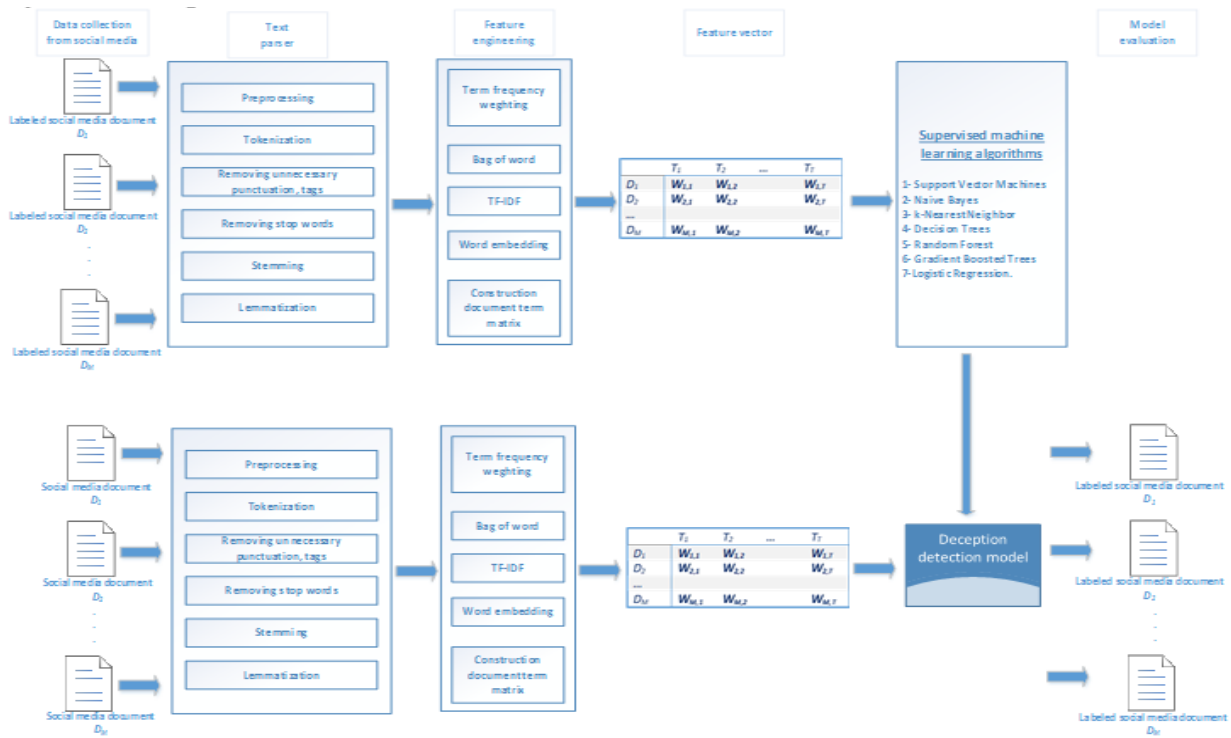 Data collection
from social media
Text
parser
Feature
engineering
Feature vector
Model
evaluation
Labeled social media document
D1
Labeled social media document
D2
.
.
.
Labeled social media document
DM
Preprocessing
Tokenization
Removing unnecessary
punctuation, tags
Removing stop words
Stemming
Lemmatization
Term frequency
weghting
Bag of word
TF-IDF
Word embedding
Construction
document term
matrix
T1 T2 ... TT
D1 W1,1 W1,2 W1,T
D2 W2,1 W2,2 W2,T
...
DM WM,1 WM,2 WM,T
Supervised machine
learning algorithms
1- Support Vector Machines
2- Naive Bayes
3- k-Nearest Neighbor
4- Decision Trees
5- Random Forest
6- Gradient Boosted Trees
7-Logistic Regression.
Social media document
D1
Social media document
D2
.
.
.
Social media document
DM
Preprocessing
Tokenization
Removing unnecessary
punctuation, tags
Removing stop words
Stemming
Lemmatization
Term frequency
weghting
Bag of word
TF-IDF
Word embedding
Construction
document term
matrix
T1 T2 ... TT
D1 W1,1 W1,2 W1,T
D2 W2,1 W2,2 W2,T
...
DM WM,1 WM,2 WM,T
Deception
detection model
Labeled social media document
D1
Labeled social media document
D2
.
.
.
Labeled social media document
DM